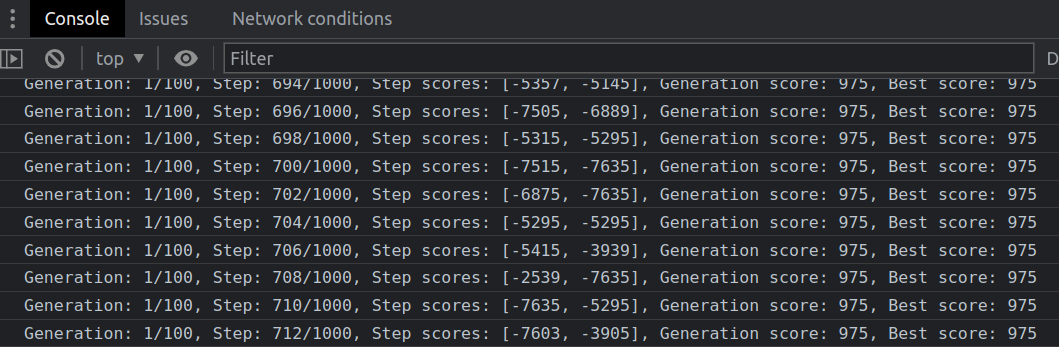 Console Issues Network conditions
top ▼ Filter D
Generation: 1/100, Step: 694/1000, Step scores: [-5357, -5145], Generation score: 975, Best score: 975
Generation: 1/100, Step: 696/1000, Step scores: [-7505, -6889], Generation score: 975, Best score: 975
Generation: 1/100, Step: 698/1000, Step scores: [-5315, -5295], Generation score: 975, Best score: 975
Generation: 1/100, Step: 700/1000, Step scores: [-7515, -7635], Generation score: 975, Best score: 975
Generation: 1/100, Step: 702/1000, Step scores: [-6875, -7635], Generation score: 975, Best score: 975
Generation: 1/100, Step: 704/1000, Step scores: [-5295, -5295], Generation score: 975, Best score: 975
Generation: 1/100, Step: 706/1000, Step scores: [-5415, -3939], Generation score: 975, Best score: 975
Generation: 1/100, Step: 708/1000, Step scores: [-2539, -7635], Generation score: 975, Best score: 975
Generation: 1/100, Step: 710/1000, Step scores: [-7635, -5295], Generation score: 975, Best score: 975
Generation: 1/100, Step: 712/1000, Step scores: [-7603, -3905], Generation score: 975, Best score: 975